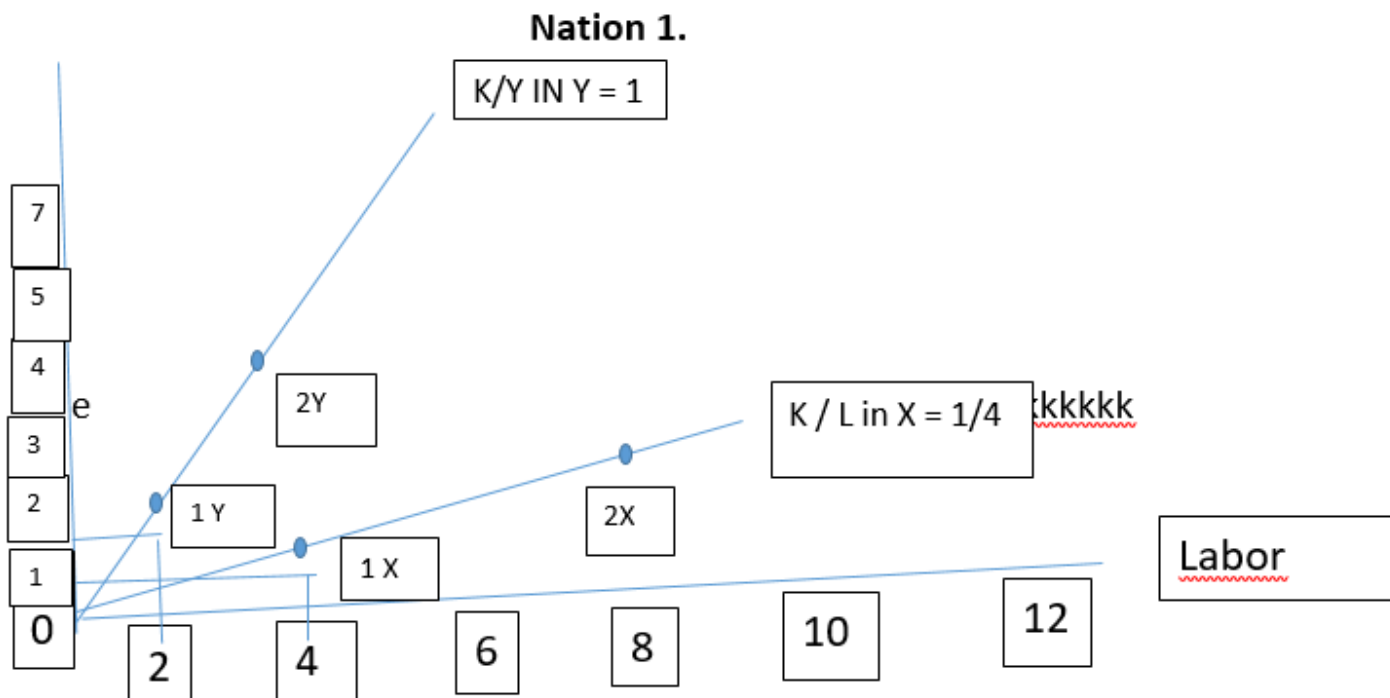 Nation 1.
K/Y IN Y = 1
7
5
4
e
2Y
K / L in X = 1/4
kkkkkk
3
2
1 Y
2X
Labor
1
1 X
0
2
4
6
8
10
12